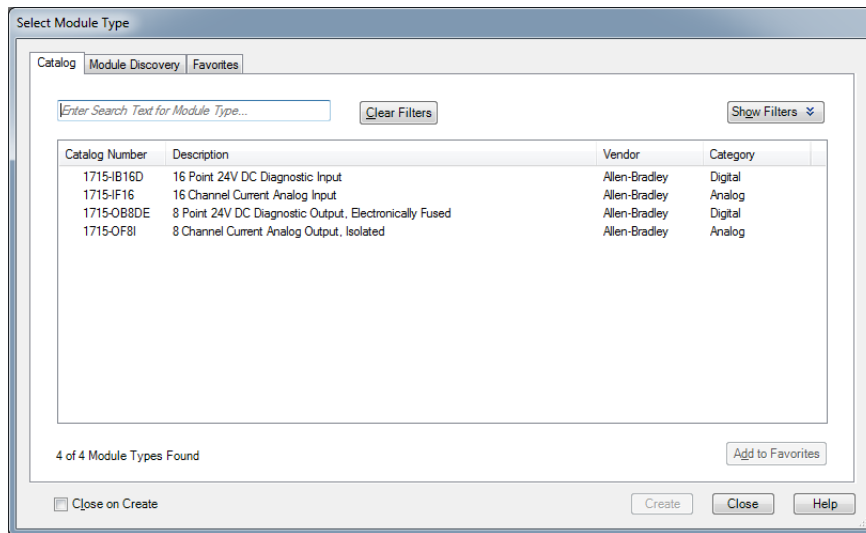 Select Module Type
Catalog Module Discovery Favorites
Enter Search Text for Module Type... Clear Filters Show Filters
Catalog Number Description Vendor Category
1715-IB16D 16 Point 24V DC Diagnostic Input Allen-Bradley Digital
1715-IF16 16 Channel Current Analog Input Allen-Bradley Analog
1715-OB8DE 8 Point 24V DC Diagnostic Output, Electronically Fused Allen-Bradley Digital
1715-OF8I 8 Channel Current Analog Output, Isolated Allen-Bradley Analog
4 of 4 Module Types Found Add to Favorites
Close on Create Create Close Help